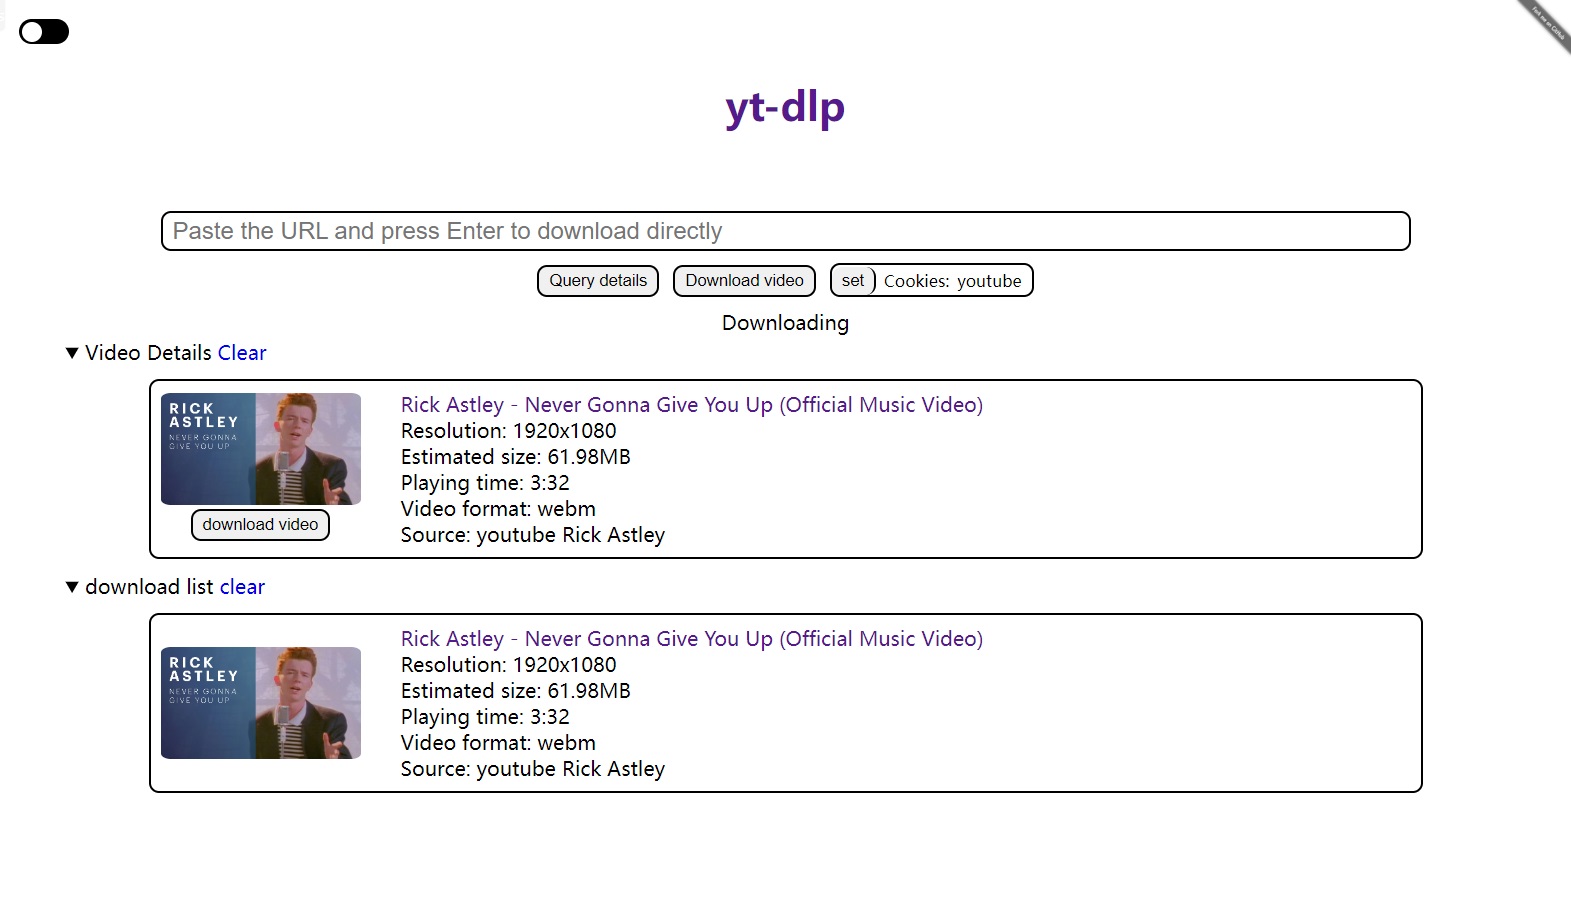 Fork me on GitHub
yt-dlp
Paste the URL and press Enter to download directly
Query details
Download video
set
Cookies: youtube
Downloading
▼ Video Details Clear
RICK
ASTLEY
NEVER GONNA
GIVE YOU UP
Rick Astley - Never Gonna Give You Up (Official Music Video)
Resolution: 1920x1080
Estimated size: 61.98MB
Playing time: 3:32
Video format: webm
Source: youtube Rick Astley
download video
▼ download list clear
RICK
ASTLEY
NEVER GONNA
GIVE YOU UP
Rick Astley - Never Gonna Give You Up (Official Music Video)
Resolution: 1920x1080
Estimated size: 61.98MB
Playing time: 3:32
Video format: webm
Source: youtube Rick Astley